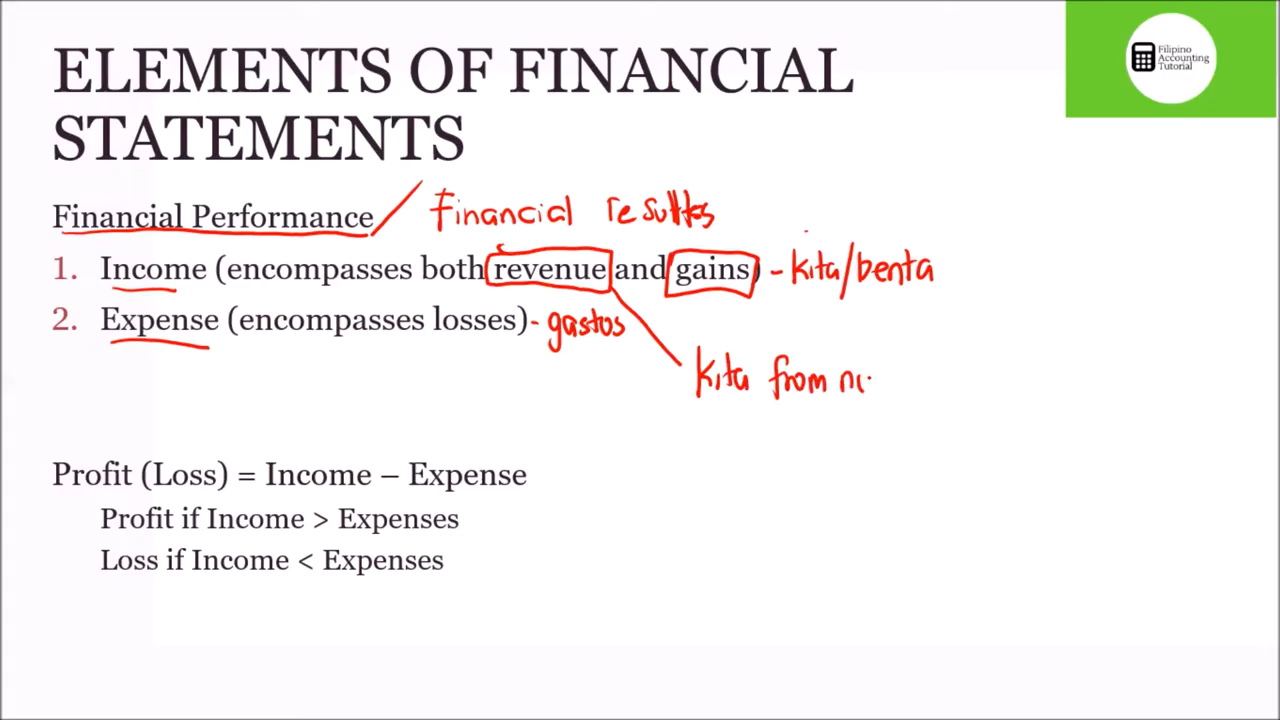 ELEMENTS OF FINANCIAL
STATEMENTS
Filipino
Accounting
Tutorial
Financial Performance / Financial results
1. Income (encompasses both revenue and gains) - kita/benta
2. Expense (encompasses losses) - gastos
kita from
Profit (Loss) = Income – Expense
Profit if Income > Expenses
Loss if Income < Expenses